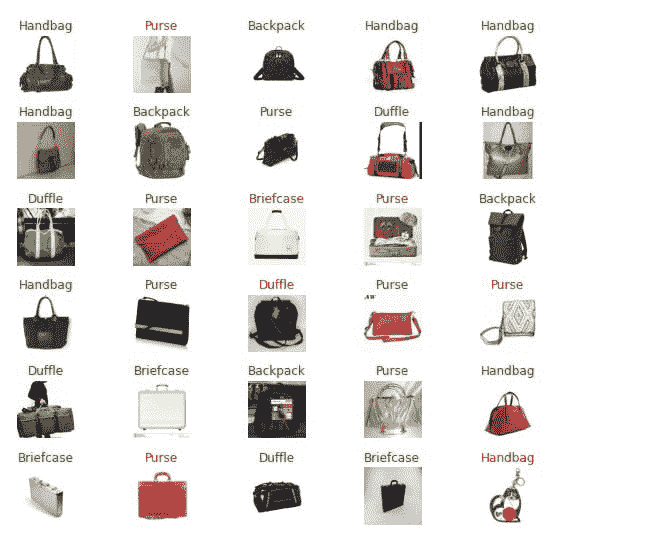 Handbag Purse Backpack Handbag Handbag
Handbag Backpack Purse Duffle Handbag
Duffle Purse Briefcase Purse Backpack
Handbag Purse Duffle Purse Purse
Duffle Briefcase Backpack Purse Handbag
Briefcase Purse Duffle Briefcase Handbag